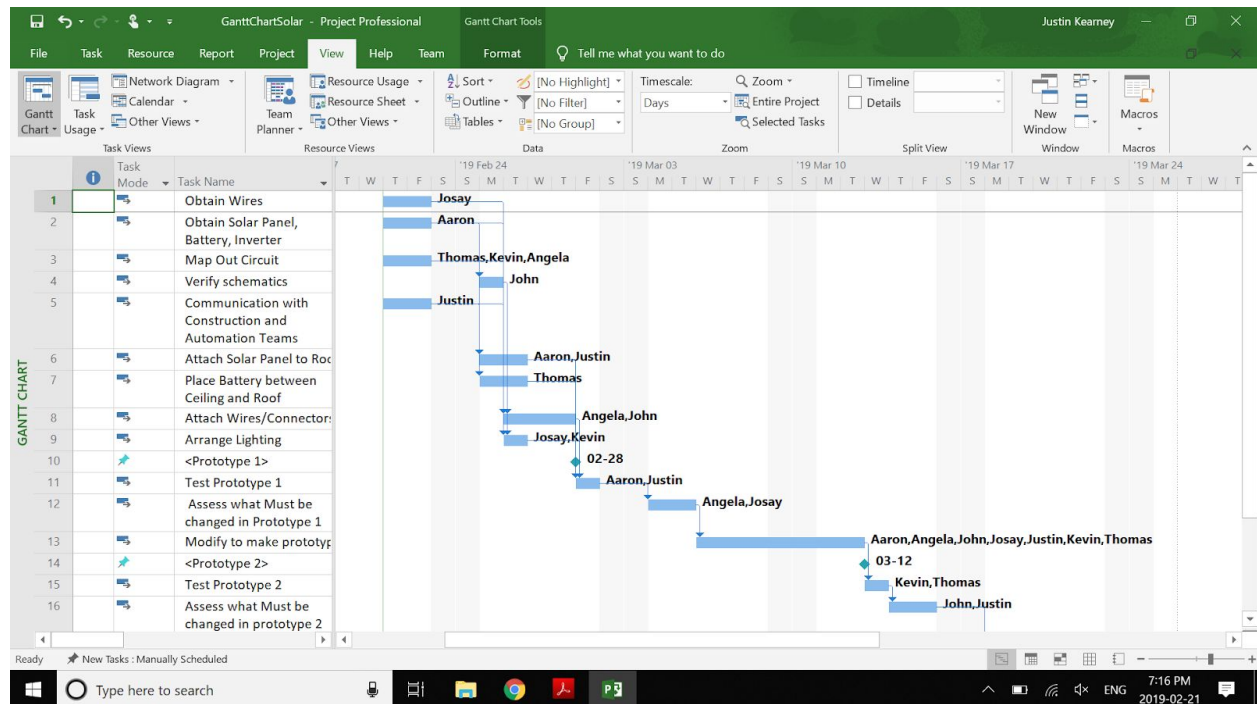 GanttChartSolar - Project Professional
Gantt Chart Tools
Justin Kearney
File Task Resource Report Project View Help Team Format Tell me what you want to do
Gantt Chart
Task Usage
Network Diagram
Calendar
Other Views
Task Views
Team Planner
Resource Usage
Resource Sheet
Other Views
Resource Views
Sort
Outline
Tables
[No Highlight]
[No Filter]
[No Group]
Data
Timescale:
Days
Zoom
Entire Project
Selected Tasks
Zoom
Timeline
Details
Split View
New Window
Window
Macros
Macros
Task Mode
Task Name
'19 Feb 24 '19 Mar 03 '19 Mar 10 '19 Mar 17 '19 Mar 24
T W T F S S M T W T F S S M T W T F S S M T W T F S S M T W T F S S M T W T
1 Obtain Wires Josay
2 Obtain Solar Panel, Aaron
Battery, Inverter
3 Map Out Circuit Thomas,Kevin,Angela
4 Verify schematics John
5 Communication with Justin
Construction and
Automation Teams
6 Attach Solar Panel to Roo Aaron,Justin
7 Place Battery between Thomas
Ceiling and Roof
8 Attach Wires/Connectors Angela,John
9 Arrange Lighting Josay,Kevin
10 <Prototype 1> 02-28
11 Test Prototype 1 Aaron,Justin
12 Assess what Must be Angela,Josay
changed in Prototype 1
13 Modify to make prototyp Aaron,Angela,John,Josay,Justin,Kevin,Thomas
14 <Prototype 2> 03-12
15 Test Prototype 2 Kevin,Thomas
16 Assess what Must be John,Justin
changed in prototype 2
GANTT CHART
Ready New Tasks : Manually Scheduled
Type here to search
ENG
7:16 PM
2019-02-21